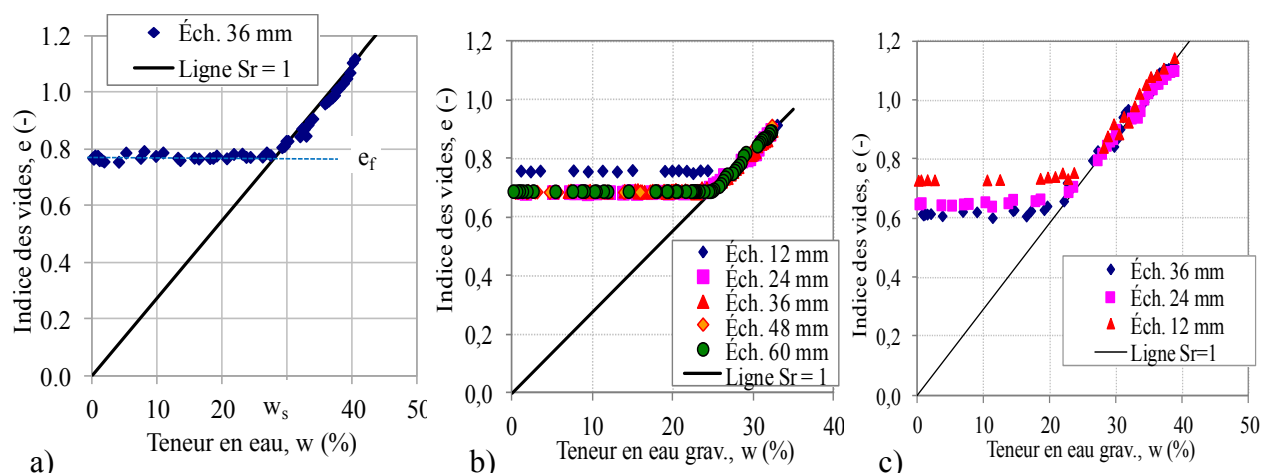 Éch. 36 mm
Ligne Sr = 1
Indice des vides, e (-)
1,2
1,0
0,8
0,6
0,4
0,2
0,0
e_f
0 10 20 w_s 30 40 50
Teneur en eau, w (%)
a)
Indice des vides, e (-)
1,2
1,0
0,8
0,6
0,4
0,2
0,0
Éch. 12 mm
Éch. 24 mm
Éch. 36 mm
Éch. 48 mm
Éch. 60 mm
Ligne Sr = 1
0 10 20 30 40 50
Teneur en eau grav., w (%)
b)
Indice des vides, e (-)
1,2
1,0
0,8
0,6
0,4
0,2
0,0
Éch. 36 mm
Éch. 24 mm
Éch. 12 mm
Ligne Sr=1
0 10 20 30 40 50
Teneur en eau grav., w (%)
c)